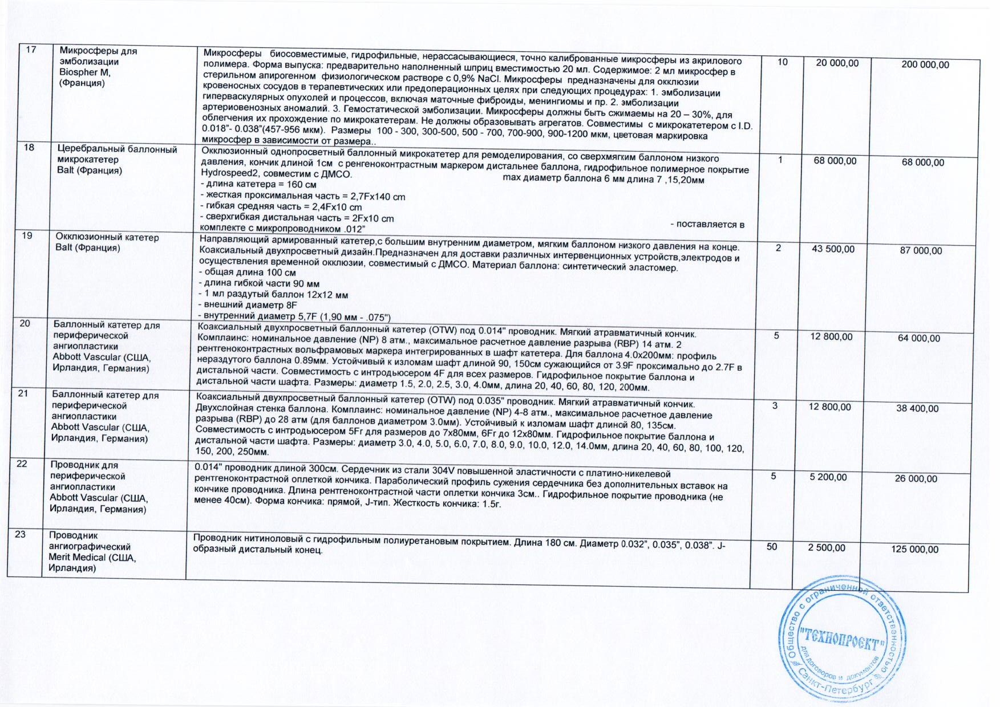 17
Микросферы для
эмболизации
Biospher M,
(Франция)
Микросферы биосовместимые, гидрофильные, нерассасывающиеся, точно калиброванные микросферы из акрилового
полимера. Форма выпуска: предварительно наполненный шприц вместимостью 20 мл. Содержимое: 2 мл микросфер в
стерильном апирогенном физиологическом растворе с 0,9% NaCl. Микросферы предназначены для окклюзии
кровеносных сосудов в терапевтических или предоперационных целях при следующих процедурах: 1. эмболизации
гиперваскулярных опухолей и процессов, включая маточные фиброиды, менингиомы и пр. 2. эмболизации
артериовенозных аномалий. 3. Гемостатической эмболизации. Микросферы должны быть сжимаемы на 20 – 30%, для
облегчения их прохождение по микрокатетерам. Не должны образовывать агрегатов. Совместимы с микрокатетером с I.D.
0.018”- 0.038”(457-956 мкм). Размеры 100 - 300, 300-500, 500 - 700, 700-900, 900-1200 мкм, цветовая маркировка
микросфер в зависимости от размера..
10
20 000,00
200 000,00
18
Церебральный баллонный
микрокатетер
Balt (Франция)
Окклюзионный однопросветный баллонный микрокатетер для ремоделирования, со сверхмягким баллоном низкого
давления, кончик длиной 1см с ренгеноконтрастным маркером дистальнее баллона, гидрофильное полимерное покрытие
Hydrospeed2, совместим с ДМСО. max диаметр баллона 6 мм длина 7 ,15,20мм
- длина катетера = 160 см
- жесткая проксимальная часть = 2,7Fx140 cm
- гибкая средняя часть = 2,4Fx10 cm
- сверхгибкая дистальная часть = 2Fx10 cm - поставляется в
комплекте с микропроводником .012”
1
68 000,00
68 000,00
19
Окклюзионный катетер
Balt (Франция)
Направляющий армированный катетер,с большим внутренним диаметром, мягким баллоном низкого давления на конце.
Коаксиальный двухпросветный дизайн.Предназначен для доставки различных интервенционных устройств,электродов и
осуществления временной окклюзии, совместимый с ДМСО. Материал баллона: синтетический эластомер.
- общая длина 100 см
- длина гибкой части 90 мм
- 1 мл раздутый баллон 12x12 мм
- внешний диаметр 8F
- внутренний диаметр 5,7F (1,90 мм - .075")
2
43 500,00
87 000,00
20
Баллонный катетер для
периферической
ангиопластики
Abbott Vascular (США,
Ирландия, Германия)
Коаксиальный двухпросветный баллонный катетер (OTW) под 0.014" проводник. Мягкий атравматичный кончик.
Комплаинс: номинальное давление (NP) 8 атм., максимальное расчетное давление разрыва (RBP) 14 атм. 2
рентгеноконтрастных вольфрамовых маркера интегрированных в шафт катетера. Для баллона 4.0x200мм: профиль
нераздутого баллона 0.89мм. Устойчивый к изломам шафт длиной 90, 150см сужающийся от 3.9F проксимально до 2.7F в
дистальной части. Совместимость с интродьюсером 4F для всех размеров. Гидрофильное покрытие баллона и
дистальной части шафта. Размеры: диаметр 1.5, 2.0, 2.5, 3.0, 4.0мм, длина 20, 40, 60, 80, 120, 200мм.
5
12 800,00
64 000,00
21
Баллонный катетер для
периферической
ангиопластики
Abbott Vascular (США,
Ирландия, Германия)
Коаксиальный двухпросветный баллонный катетер (OTW) под 0.035" проводник. Мягкий атравматичный кончик.
Двухслойная стенка баллона. Комплаинс: номинальное давление (NP) 4-8 атм., максимальное расчетное давление
разрыва (RBP) до 28 атм (для баллонов диаметром 3.0мм). Устойчивый к изломам шафт длиной 80, 135см.
Совместимость с интродьюсером 5Fr для размеров до 7x80мм, 6Fr до 12x80мм. Гидрофильное покрытие баллона и
дистальной части шафта. Размеры: диаметр 3.0, 4.0, 5.0, 6.0, 7.0, 8.0, 9.0, 10.0, 12.0, 14.0мм, длина 20, 40, 60, 80, 100, 120,
150, 200, 250мм.
3
12 800,00
38 400,00
22
Проводник для
периферической
ангиопластики
Abbott Vascular (США,
Ирландия, Германия)
0.014" проводник длиной 300см. Сердечник из стали 304V повышенной эластичности с платино-никелевой
рентгеноконтрастной оплеткой кончика. Параболический профиль сужения сердечника без дополнительных вставок на
кончике проводника. Длина рентгеноконтрастной части оплетки кончика 3см.. Гидрофильное покрытие проводника (не
менее 40см). Форма кончика: прямой, J-тип. Жесткость кончика: 1.5г.
5
5 200,00
26 000,00
23
Проводник
ангиографический
Merit Medical (США,
Ирландия)
Проводник нитиноловый с гидрофильным полиуретановым покрытием. Длина 180 см. Диаметр 0.032”, 0.035”, 0.038”. J-
образный дистальный конец.
50
2 500,00
125 000,00
Общество с ограниченной ответственностью
"ТЕХНОПРОЕКТ"
для договоров и документов
Санкт-Петербург